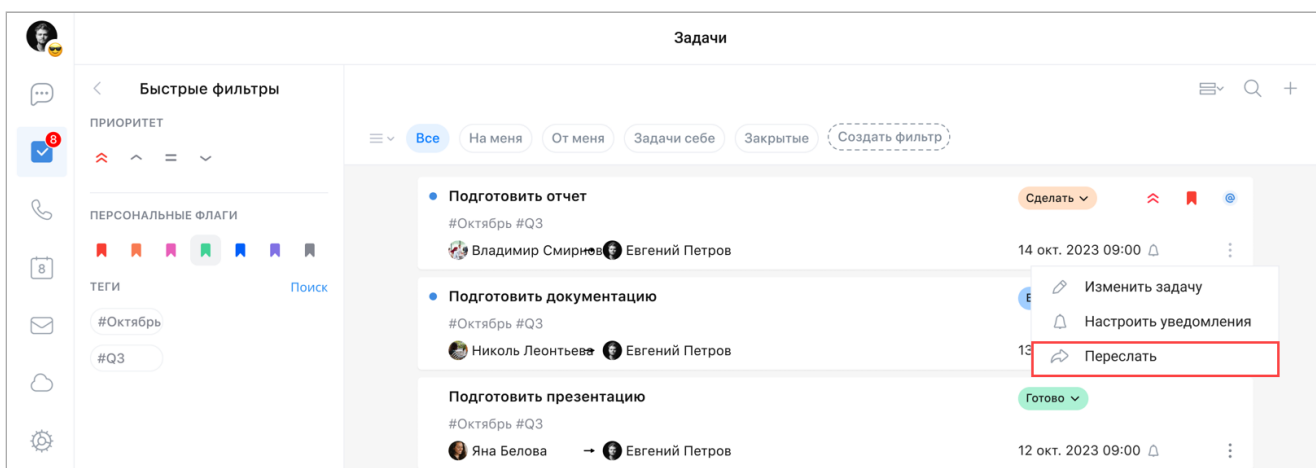 Задачи
Быстрые фильтры
ПРИОРИТЕТ
8
Все На меня От меня Задачи себе Закрытые Создать фильтр
Подготовить отчет
Сделать
ПЕРСОНАЛЬНЫЕ ФЛАГИ
#Октябрь #Q3
Владимир Смирнов Евгений Петров
14 окт. 2023 09:00
8
ТЕГИ
Поиск
Изменить задачу
Подготовить документацию
#Октябрь
#Октябрь #Q3
Настроить уведомления
#Q3
Николь Леонтьева Евгений Петров
13
Переслать
Подготовить презентацию
Готово
#Октябрь #Q3
Яна Белова → Евгений Петров
12 окт. 2023 09:00